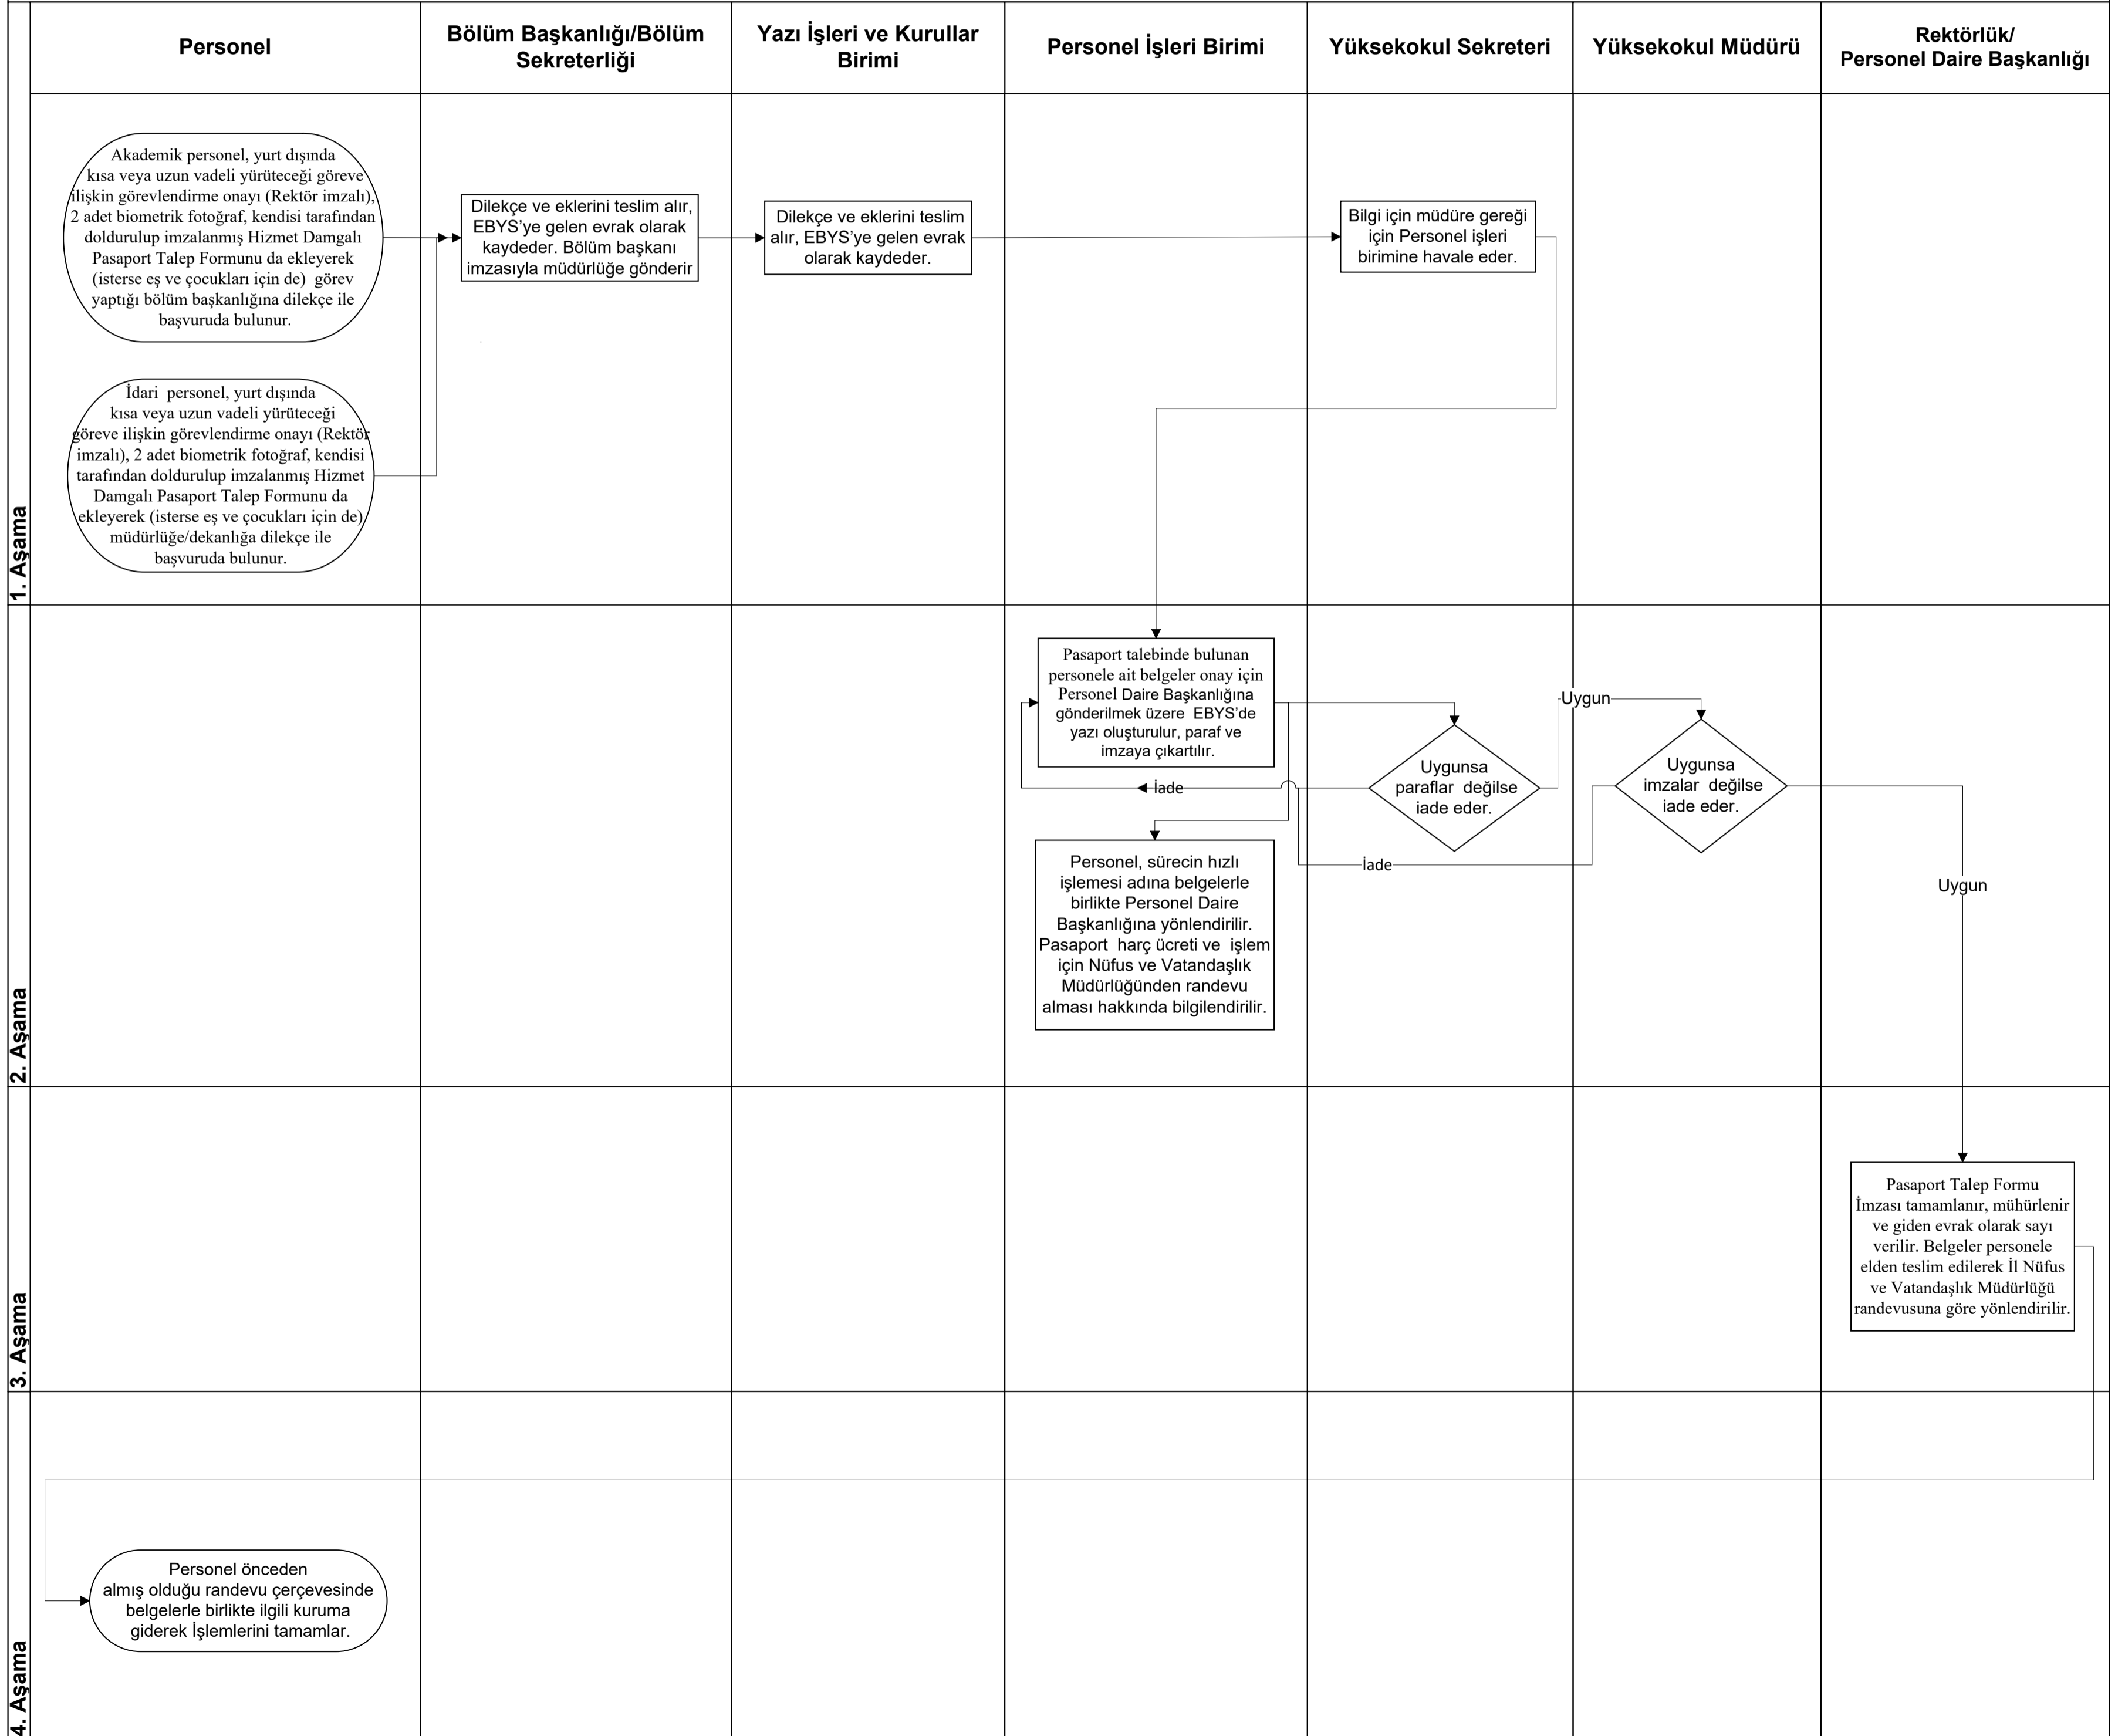 Personel
Bölüm Başkanlığı/Bölüm
Sekreterliği
Yazı İşleri ve Kurullar
Birimi
Personel İşleri Birimi
Yüksekokul Sekreteri
Yüksekokul Müdürü
Rektörlük/
Personel Daire Başkanlığı
1. Aşama
Akademik personel, yurt dışında
kısa veya uzun vadeli yürüteceği göreve
ilişkin görevlendirme onayı (Rektör imzalı),
2 adet biometrik fotoğraf, kendisi tarafından
doldurulup imzalanmış Hizmet Damgalı
Pasaport Talep Formunu da ekleyerek
(isterse eş ve çocukları için de) görev
yaptığı bölüm başkanlığına dilekçe ile
başvuruda bulunur.
İdari personel, yurt dışında
kısa veya uzun vadeli yürüteceği
göreve ilişkin görevlendirme onayı (Rektör
imzalı), 2 adet biometrik fotoğraf, kendisi
tarafından doldurulup imzalanmış Hizmet
Damgalı Pasaport Talep Formunu da
ekleyerek (isterse eş ve çocukları için de)
müdürlüğe/dekanlığa dilekçe ile
başvuruda bulunur.
Dilekçe ve eklerini teslim alır,
EBYS'ye gelen evrak olarak
kaydeder. Bölüm başkanı
imzasıyla müdürlüğe gönderir
Dilekçe ve eklerini teslim
alır, EBYS'ye gelen evrak
olarak kaydeder.
Bilgi için müdüre gereği
için Personel işleri
birimine havale eder.
2. Aşama
Pasaport talebinde bulunan
personele ait belgeler onay için
Personel Daire Başkanlığına
gönderilmek üzere EBYS'de
yazı oluşturulur, paraf ve
imzaya çıkartılır.
İade
Uygunsa
paraflar değilse
iade eder.
Uygun
Uygunsa
imzalar değilse
iade eder.
İade
Uygun
Personel, sürecin hızlı
işlemesi adına belgelerle
birlikte Personel Daire
Başkanlığına yönlendirilir.
Pasaport harç ücreti ve işlem
için Nüfus ve Vatandaşlık
Müdürlüğünden randevu
alması hakkında bilgilendirilir.
3. Aşama
Pasaport Talep Formu
İmzası tamamlanır, mühürlenir
ve giden evrak olarak sayı
verilir. Belgeler personele
elden teslim edilerek İl Nüfus
ve Vatandaşlık Müdürlüğü
randevusuna göre yönlendirilir.
4. Aşama
Personel önceden
almış olduğu randevu çerçevesinde
belgelerle birlikte ilgili kuruma
giderek İşlemlerini tamamlar.